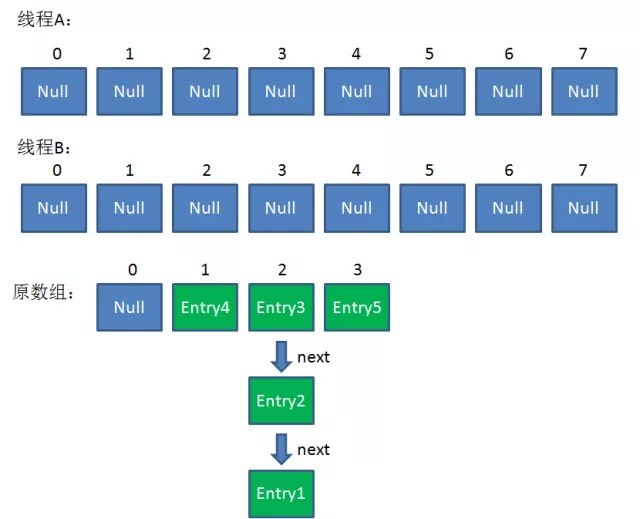 线程A：
0 1 2 3 4 5 6 7
Null Null Null Null Null Null Null Null
线程B：
0 1 2 3 4 5 6 7
Null Null Null Null Null Null Null Null
0 1 2 3
原数组： Null Entry4 Entry3 Entry5
next
Entry2
next
Entry1